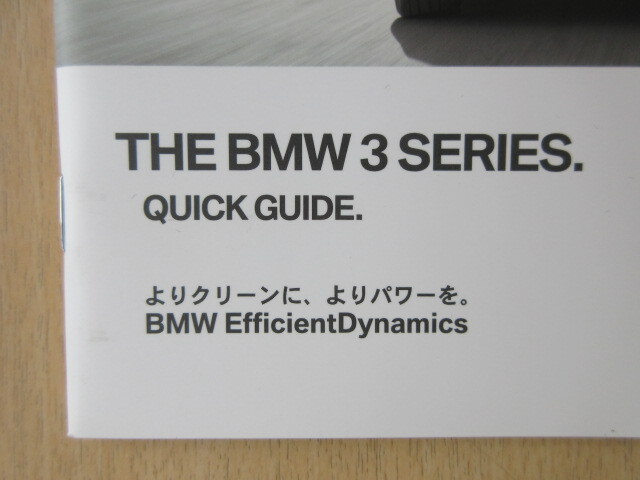 THE BMW 3 SERIES.
QUICK GUIDE.
よりクリーンに、よりパワーを。
BMW EfficientDynamics